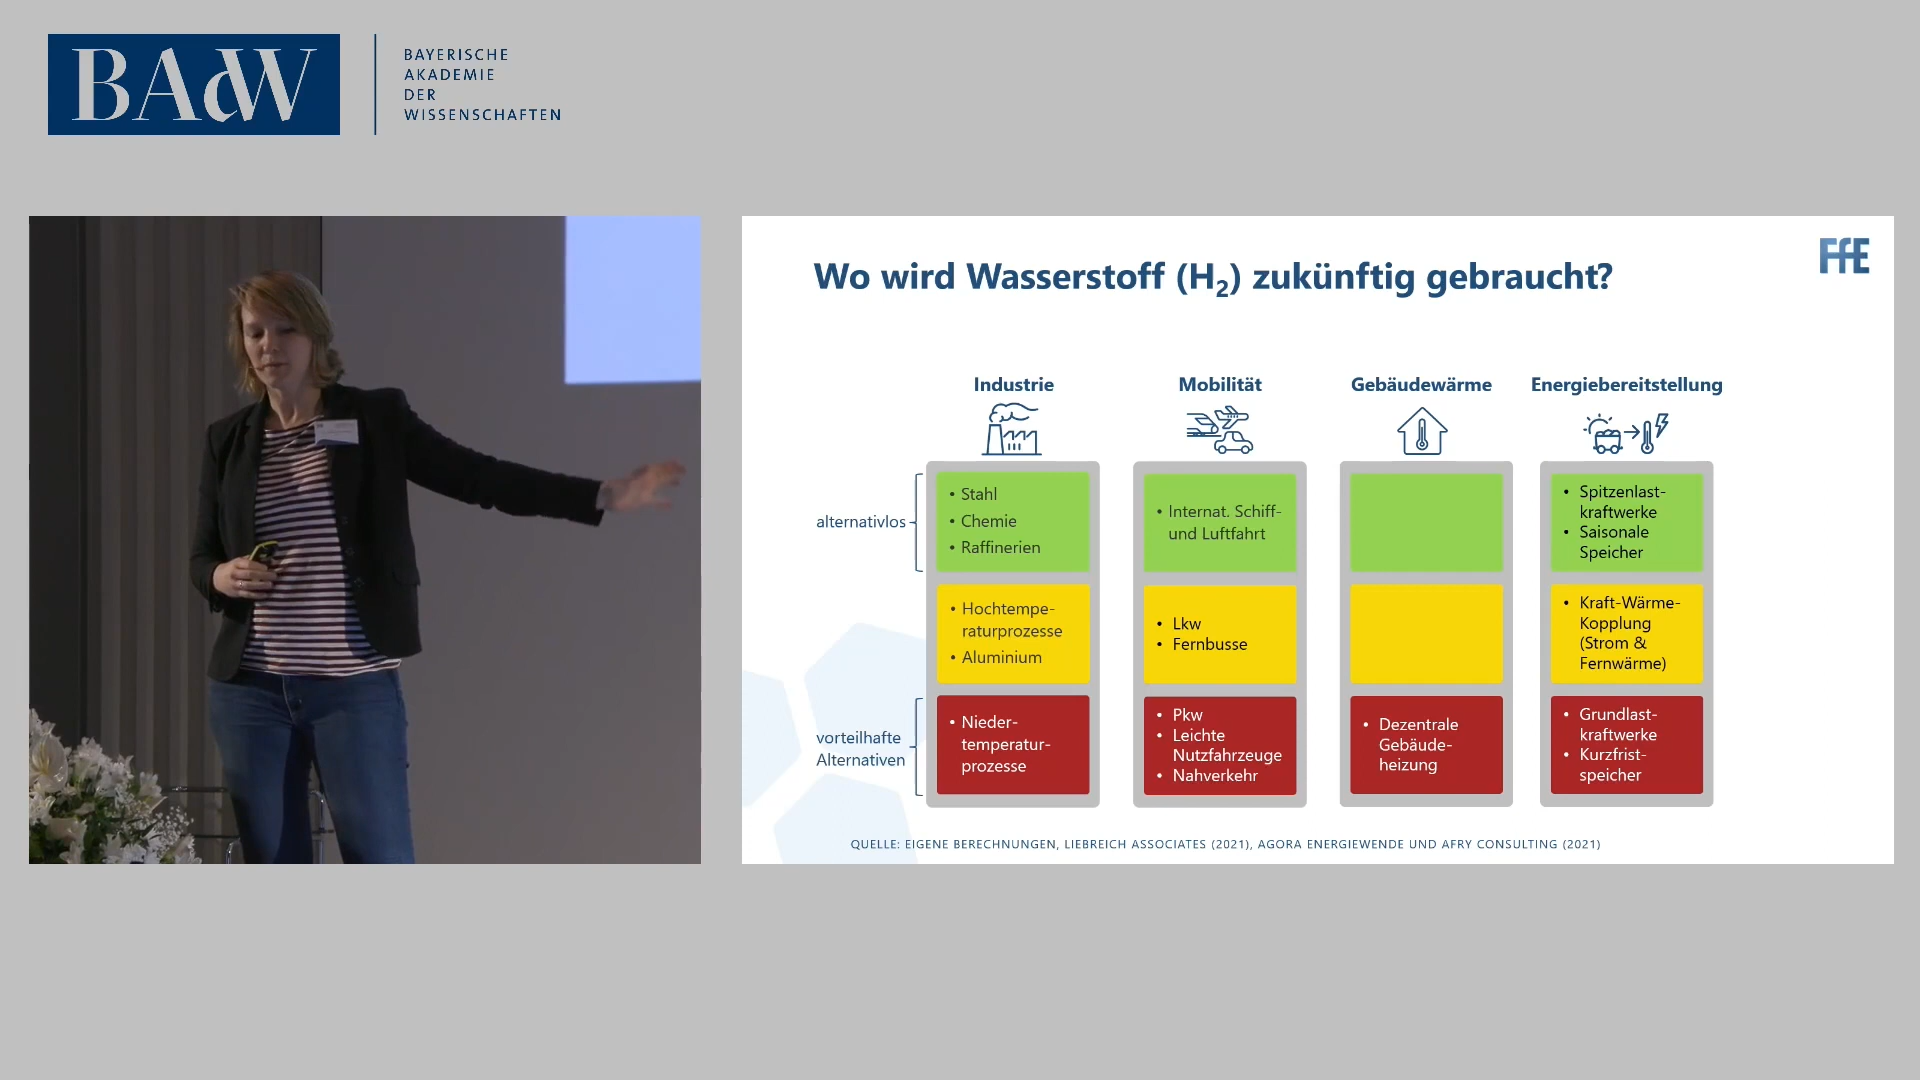 BAdW
BAYERISCHE
AKADEMIE
DER
WISSENSCHAFTEN
FfE
Wo wird Wasserstoff (H₂) zukünftig gebraucht?
Industrie
Mobilität
Gebäudewärme
Energiebereitstellung
alternativlos
• Stahl
• Chemie
• Raffinerien
• Internat. Schiff-
und Luftfahrt
• Spitzenlast-
kraftwerke
• Saisonale
Speicher
• Hochtempe-
raturprozesse
• Aluminium
• Lkw
• Fernbusse
• Kraft-Wärme-
Kopplung
(Strom &
Fernwärme)
vorteilhafte
Alternativen
• Nieder-
temperatur-
prozesse
• Pkw
• Leichte
Nutzfahrzeuge
• Nahverkehr
• Dezentrale
Gebäude-
heizung
• Grundlast-
kraftwerke
• Kurzfrist-
speicher
QUELLE: EIGENE BERECHNUNGEN, LIEBREICH ASSOCIATES (2021), AGORA ENERGIEWENDE UND AFRY CONSULTING (2021)